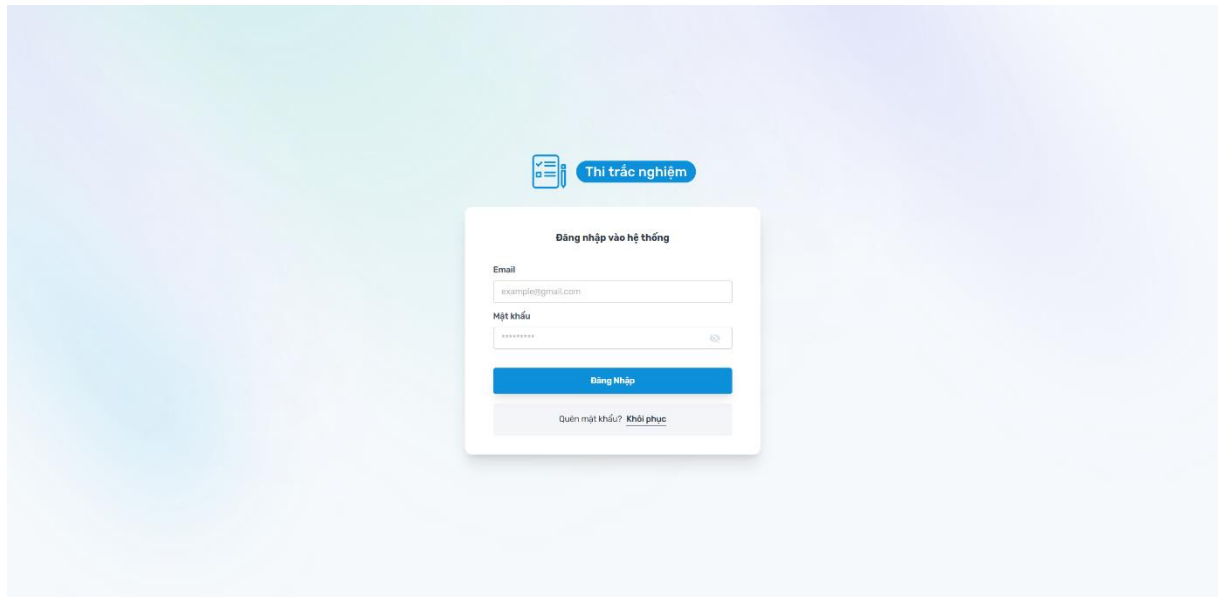 Thi trắc nghiệm
Đăng nhập vào hệ thống
Email
example@gmail.com
Mật khẩu
*********
Đăng Nhập
Quên mật khẩu? Khôi phục